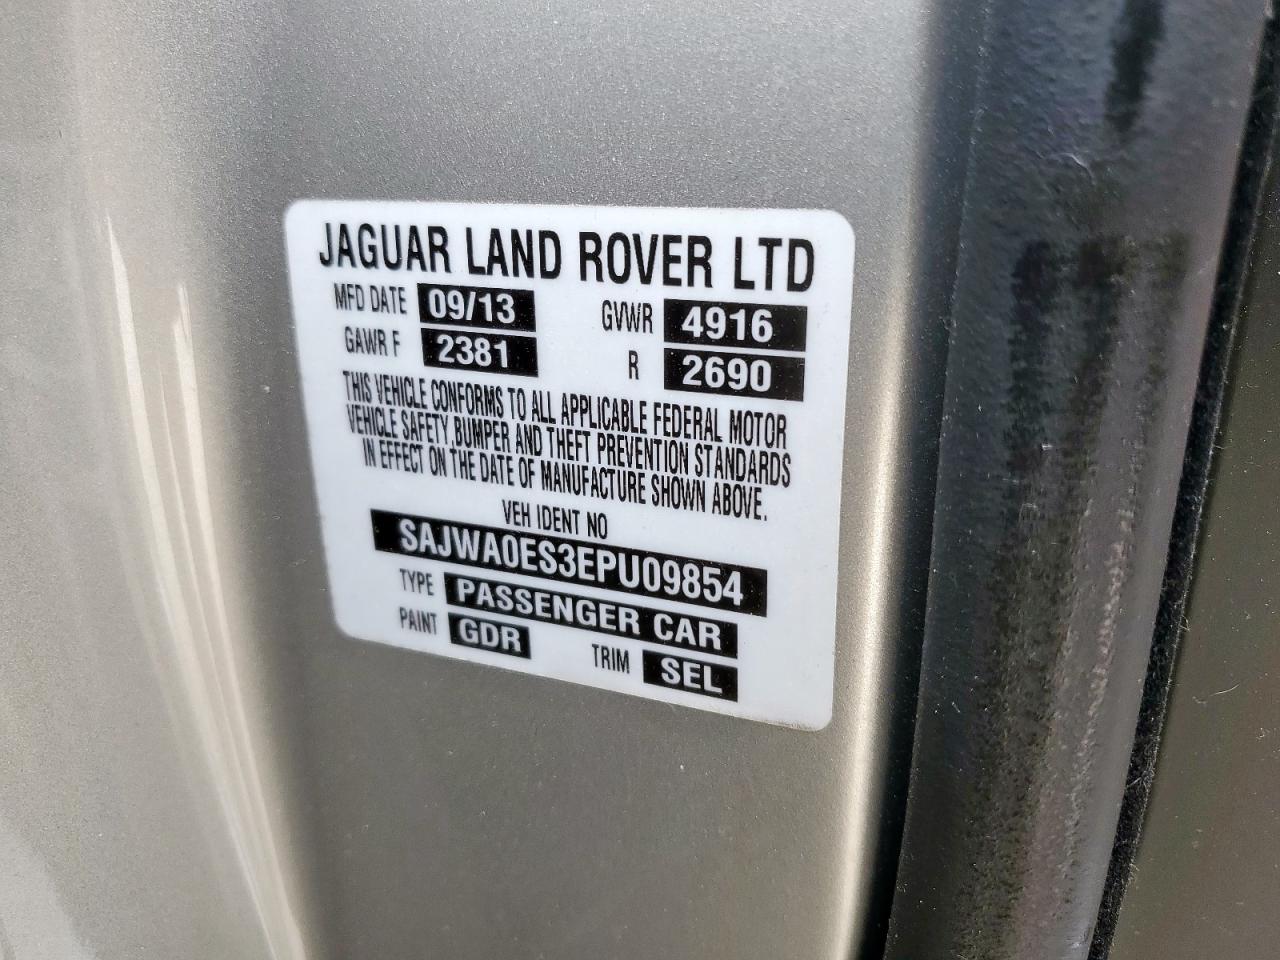 JAGUAR LAND ROVER LTD
MFD DATE 09/13 GVWR 4916
GAWR F 2381 R 2690
THIS VEHICLE CONFORMS TO ALL APPLICABLE FEDERAL MOTOR
VEHICLE SAFETY, BUMPER AND THEFT PREVENTION STANDARDS
IN EFFECT ON THE DATE OF MANUFACTURE SHOWN ABOVE.
VEH IDENT NO
SAJWA0ES3EPU09854
TYPE PASSENGER CAR
PAINT GDR TRIM SEL